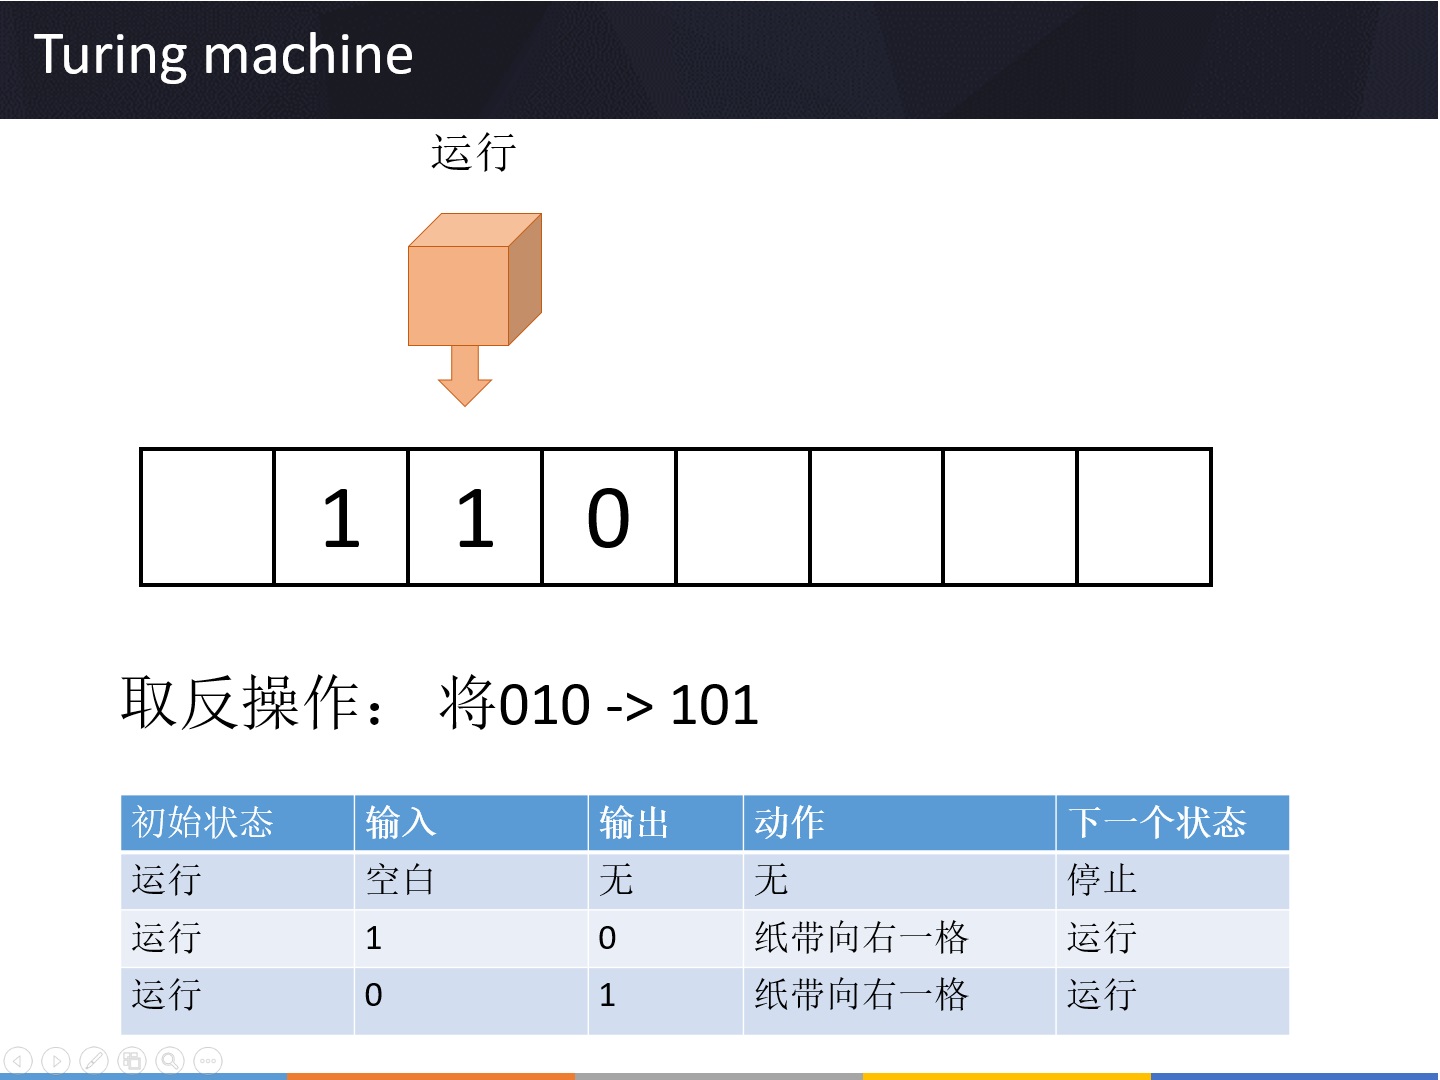 Turing machine
运行
1 1 0
取反操作： 将010 -> 101
初始状态 输入 输出 动作 下一个状态
运行 空白 无 无 停止
运行 1 0 纸带向右一格 运行
运行 0 1 纸带向右一格 运行